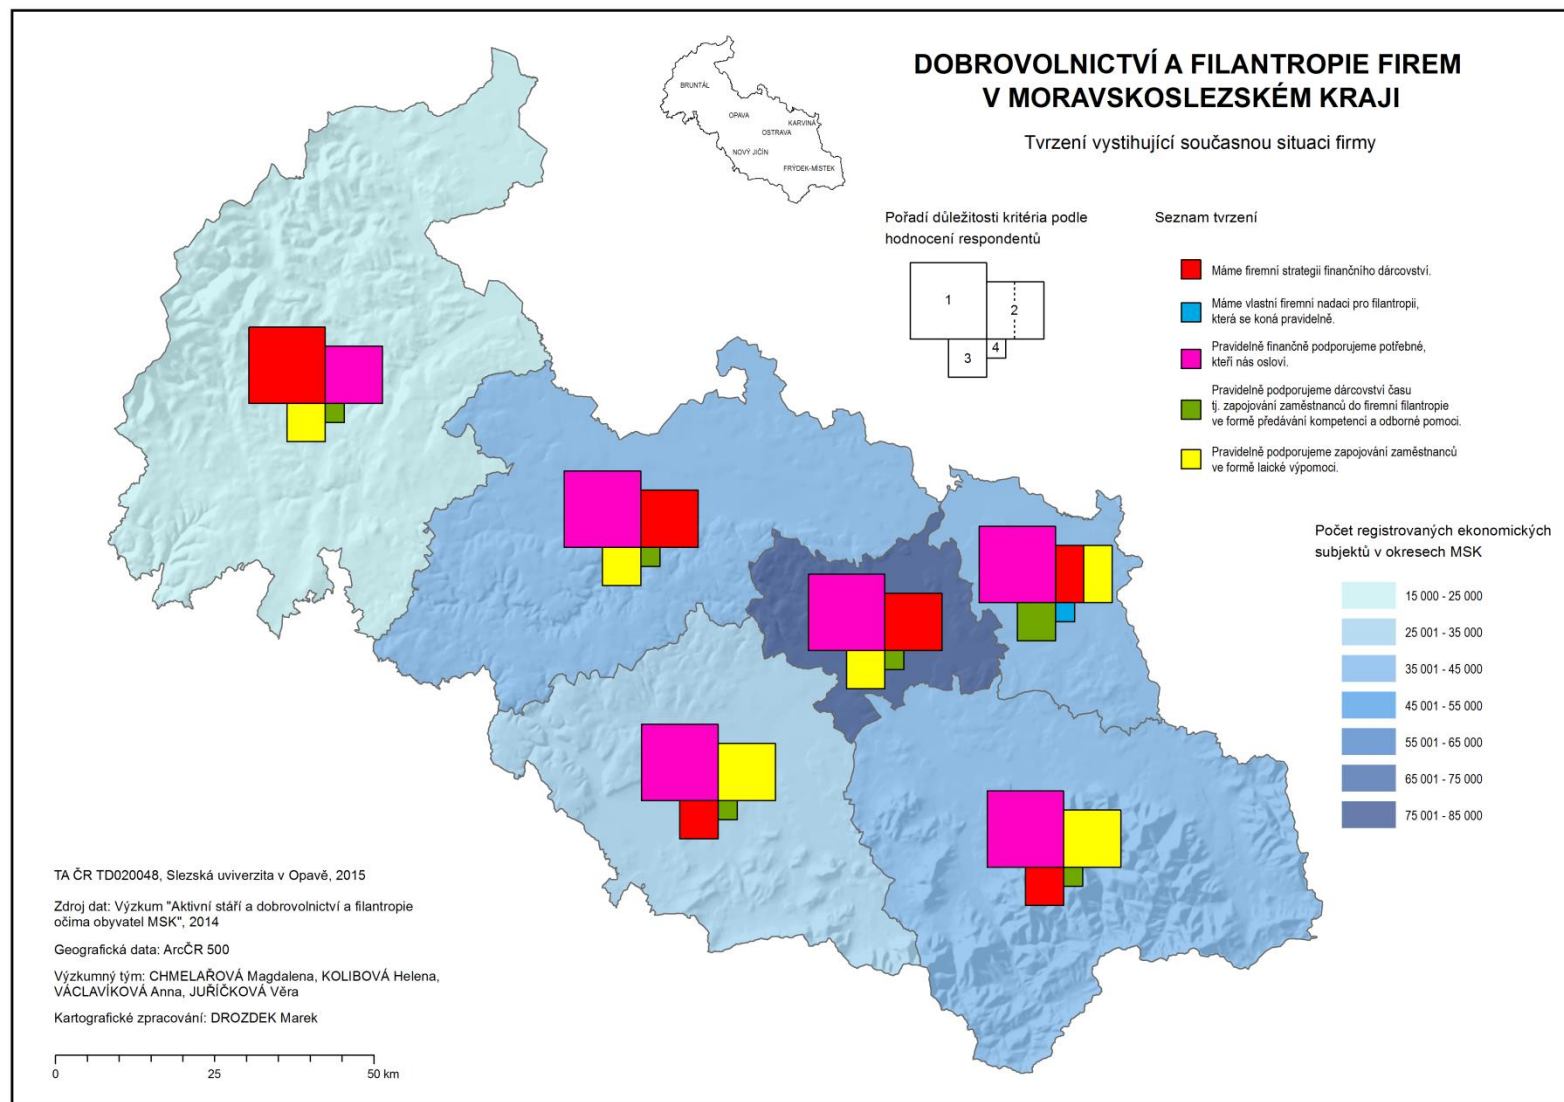 DOBROVOLNICTVÍ A FILANTROPIE FIREM
V MORAVSKOSLEZSKÉM KRAJI
Tvrzení vystihující současnou situaci firmy
BRUNTÁL
OPAVA
KARVINÁ
OSTRAVA
NOVÝ JIČÍN
FRÝDEK-MÍSTEK
Pořadí důležitosti kritéria podle
hodnocení respondentů
1
2
3
4
Seznam tvrzení
Máme firemní strategii finančního dárcovství.
Máme vlastní firemní nadaci pro filantropii,
která se koná pravidelně.
Pravidelně finančně podporujeme potřebné,
kteří nás osloví.
Pravidelně podporujeme dárcovství času
tj. zapojování zaměstnanců do firemní filantropie
ve formě předávání kompetencí a odborné pomoci.
Pravidelně podporujeme zapojování zaměstnanců
ve formě laické výpomoci.
Počet registrovaných ekonomických
subjektů v okresech MSK
15 000 - 25 000
25 001 - 35 000
35 001 - 45 000
45 001 - 55 000
55 001 - 65 000
65 001 - 75 000
75 001 - 85 000
TA ČR TD020048, Slezská uviverzita v Opavě, 2015
Zdroj dat: Výzkum "Aktivní stáří a dobrovolnictví a filantropie
očima obyvatel MSK", 2014
Geografická data: ArcČR 500
Výzkumný tým: CHMELAŘOVÁ Magdalena, KOLIBOVÁ Helena,
VÁCLAVÍKOVÁ Anna, JUŘÍČKOVÁ Věra
Kartografické zpracování: DROZDEK Marek
0 25 50 km